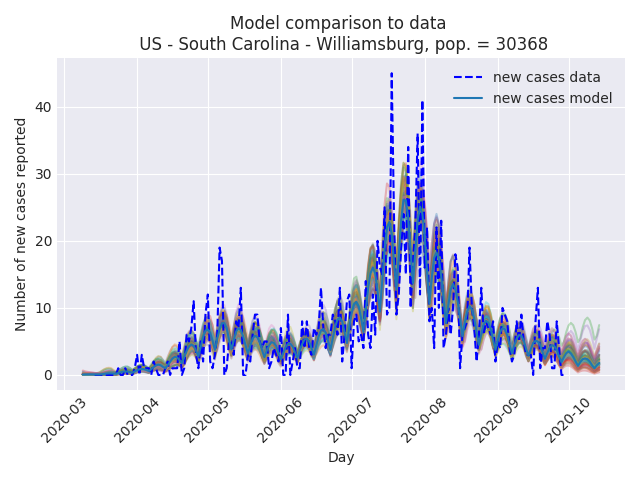 Model comparison to data
US - South Carolina - Williamsburg, pop. = 30368
new cases data
new cases model
Number of new cases reported
40
30
20
10
0
2020-03
2020-04
2020-05
2020-06
2020-07
2020-08
2020-09
2020-10
Day